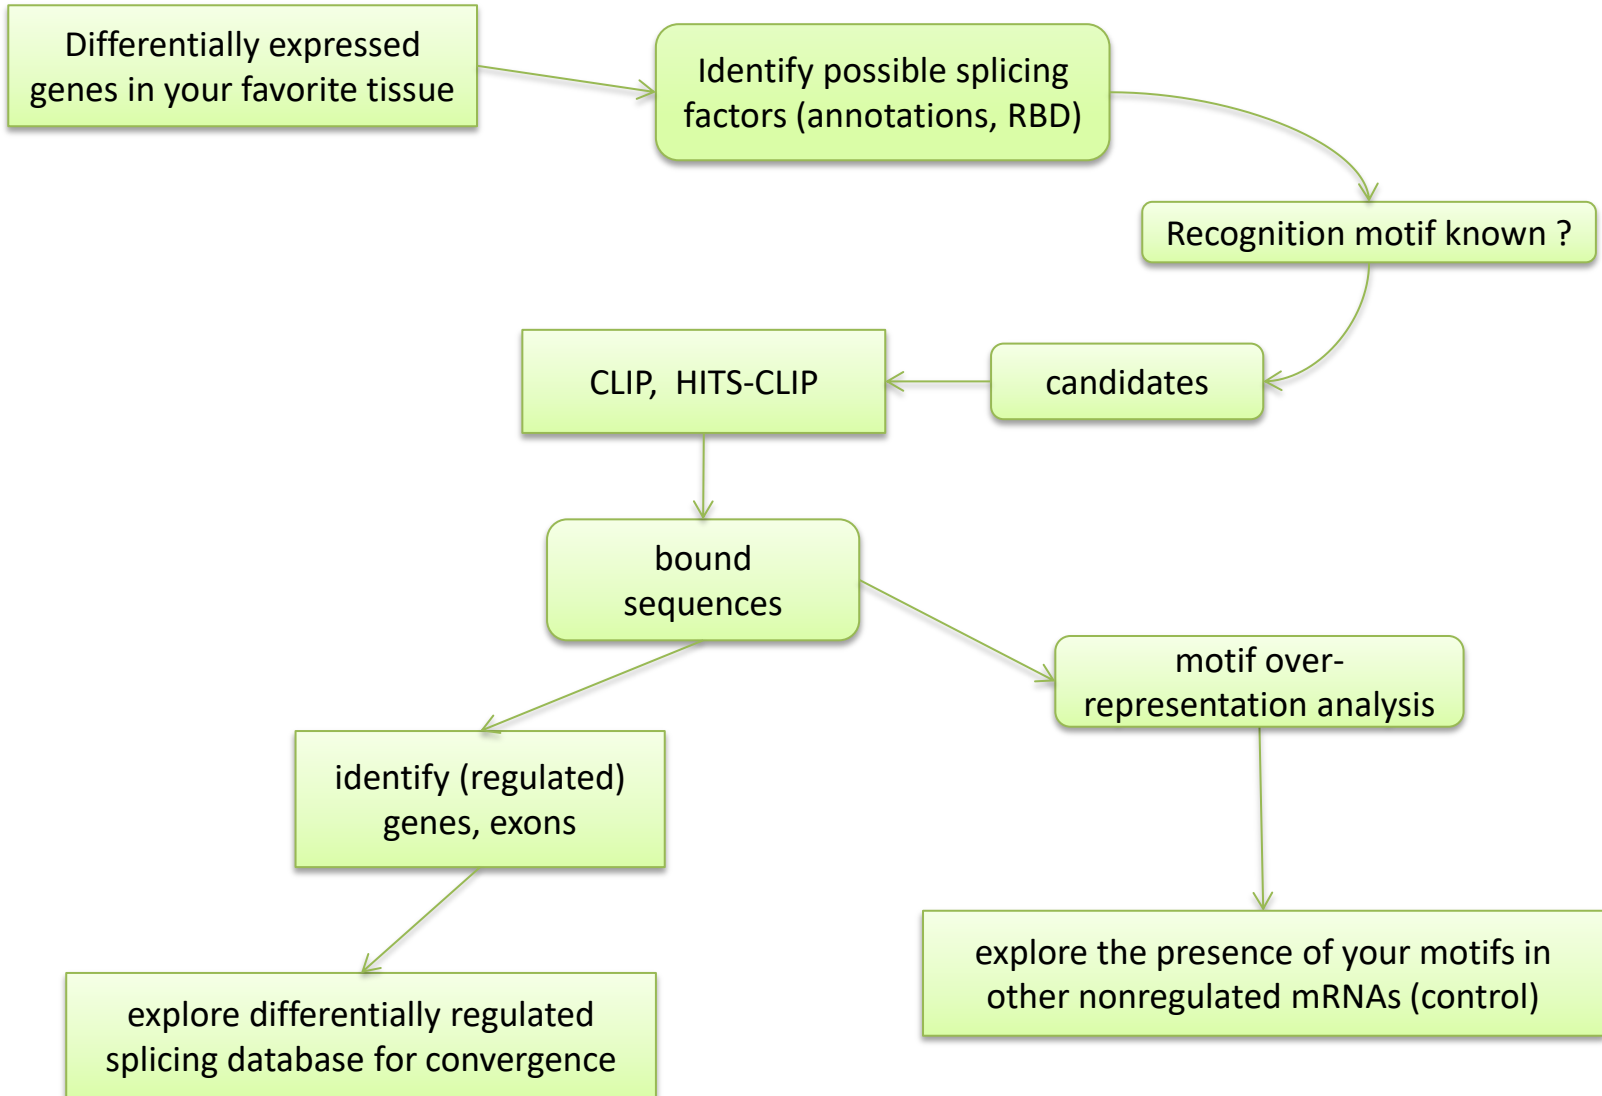 Differentially expressed
genes in your favorite tissue
Identify possible splicing
factors (annotations, RBD)
Recognition motif known ?
candidates
CLIP,  HITS-CLIP
bound
sequences
motif over-
representation analysis
identify (regulated)
genes, exons
explore the presence of your motifs in
other nonregulated mRNAs (control)
explore differentially regulated
splicing database for convergence